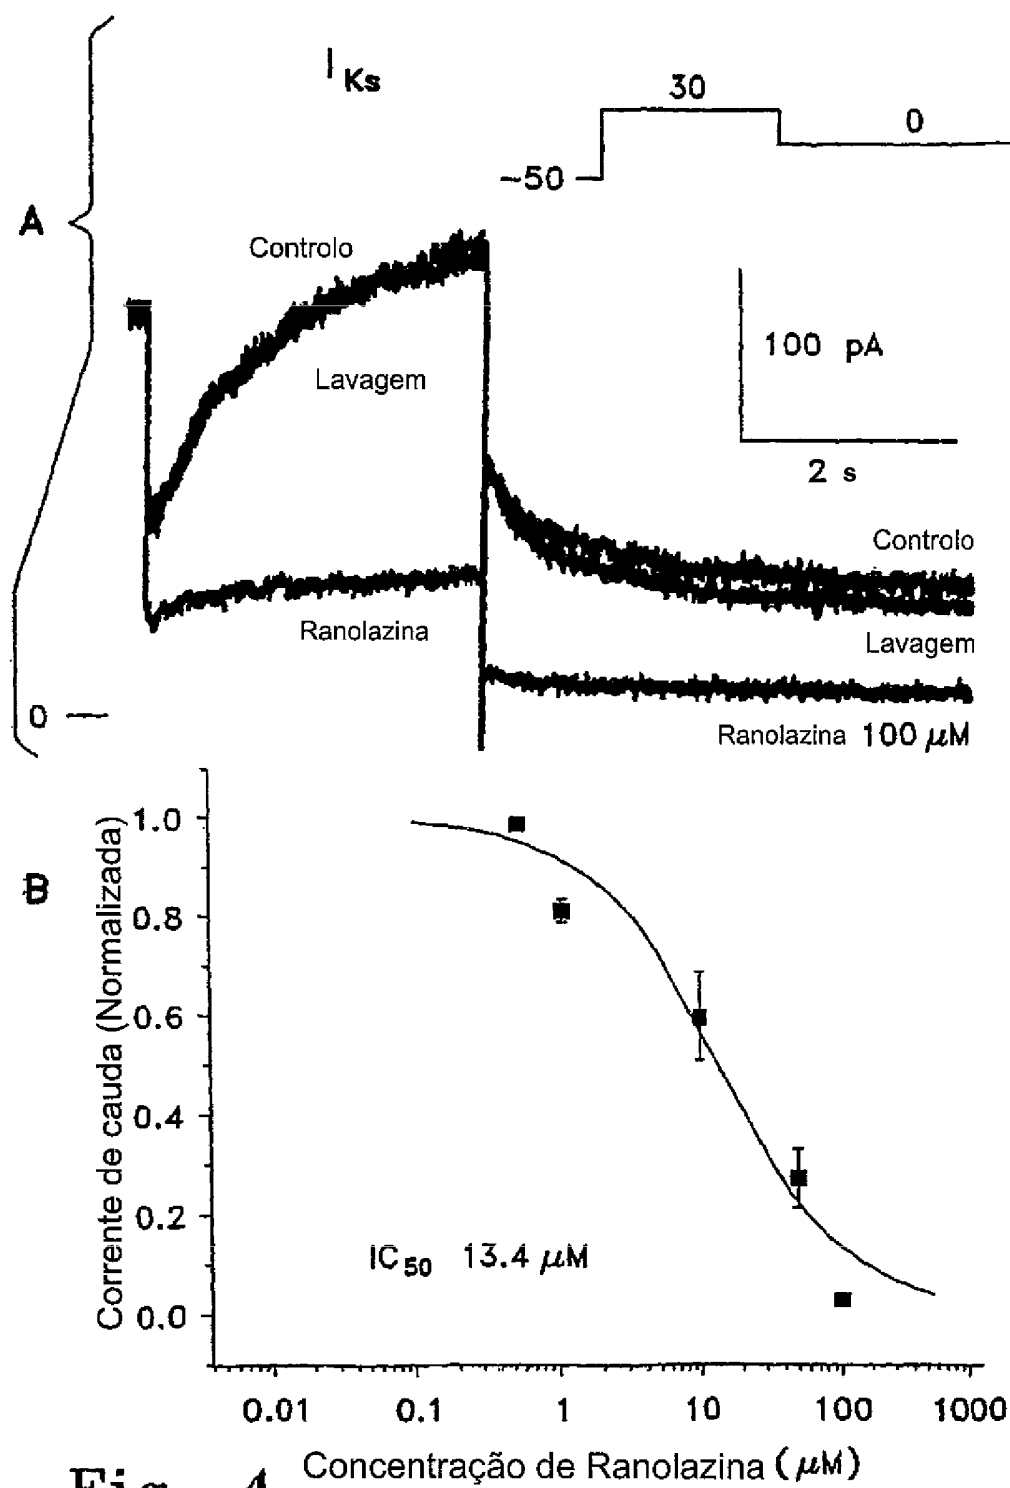 I Ks
30
0
~50
A
Controlo
100 pA
Lavagem
2 s
Controlo
Ranolazina
Lavagem
0
Ranolazina 100 μM
B
Corrente de cauda (Normalizada)
1.0
0.8
0.6
0.4
0.2
0.0
IC50 13.4 μM
0.01 0.1 1 10 100 1000
Concentração de Ranolazina (μM)
Fig. 4